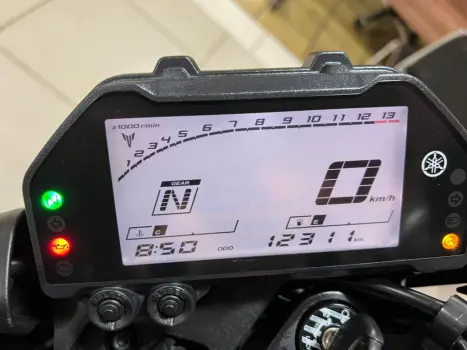 x1000r/min
1 2 3 4 5 6 7 8 9 10 11 12 13
GEAR
N
0 km/h
C
E
8:50 ODO 12311 km